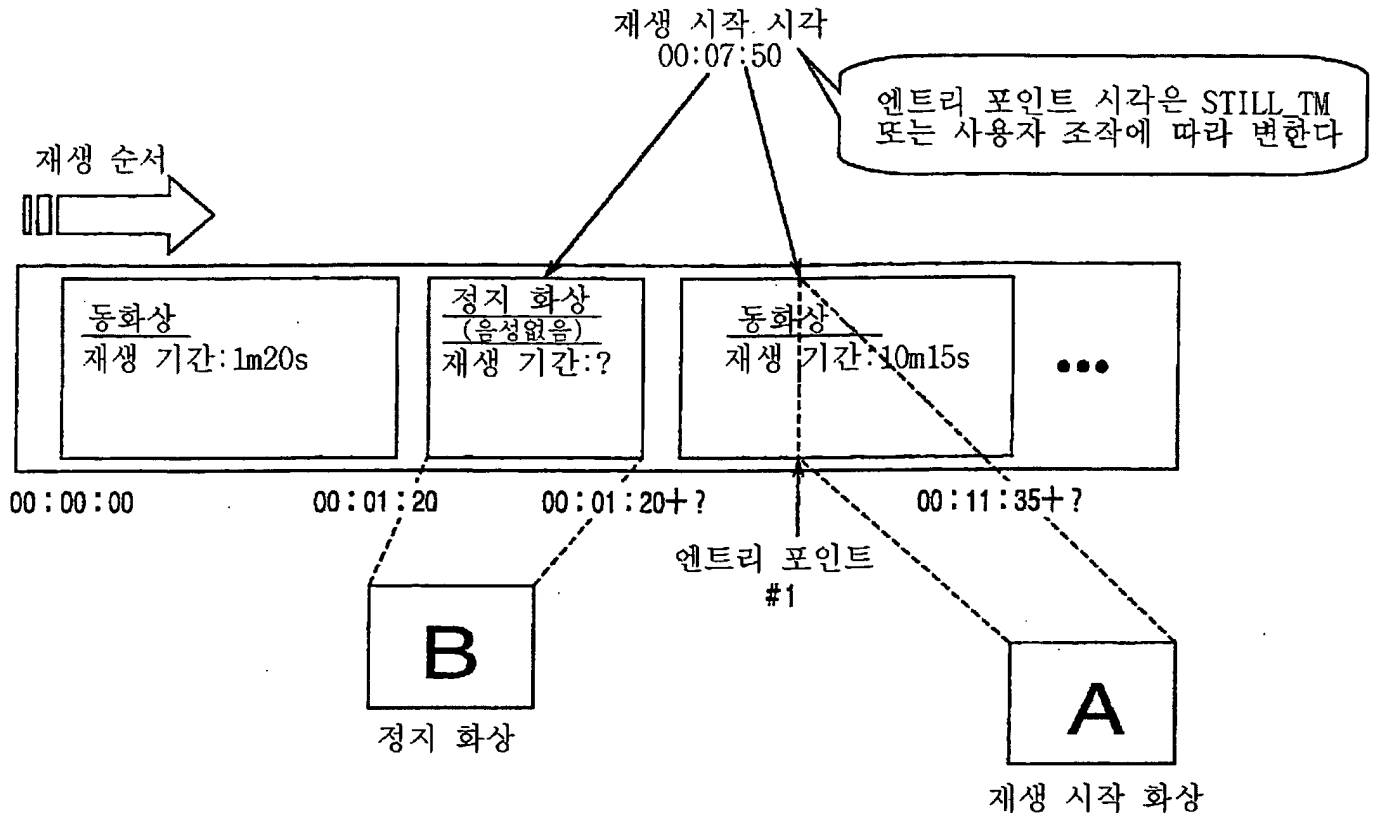 재생 시작 시각
00:07:50
엔트리 포인트 시각은 STILL_TM
또는 사용자 조작에 따라 변한다
재생 순서
동화상
재생 기간:1m20s
정지 화상
(음성없음)
재생 기간:?
동화상
재생 기간:10m15s
•••
00:00:00
00:01:20
00:01:20+?
00:11:35+?
엔트리 포인트
#1
B
정지 화상
A
재생 시작 화상